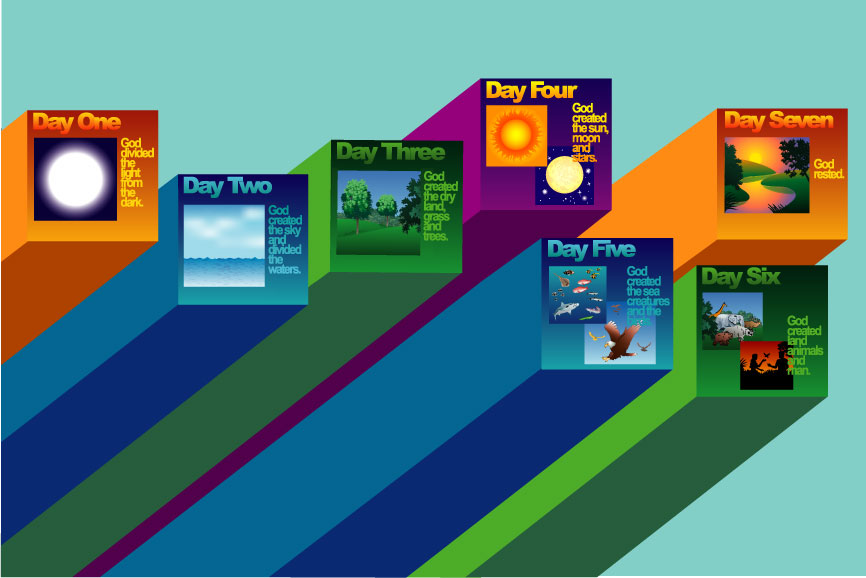 Day One
God
divided
the
light
from
the
dark.
Day Two
God
created
the sky
and
divided
the
waters.
Day Three
God
created
the dry
land,
grass
and
trees.
Day Four
God
created
the sun,
moon
and
stars.
Day Five
God
created
the sea
creatures
and the
Day Six
God
created
land
animals
and
man.
Day Seven
God
rested.